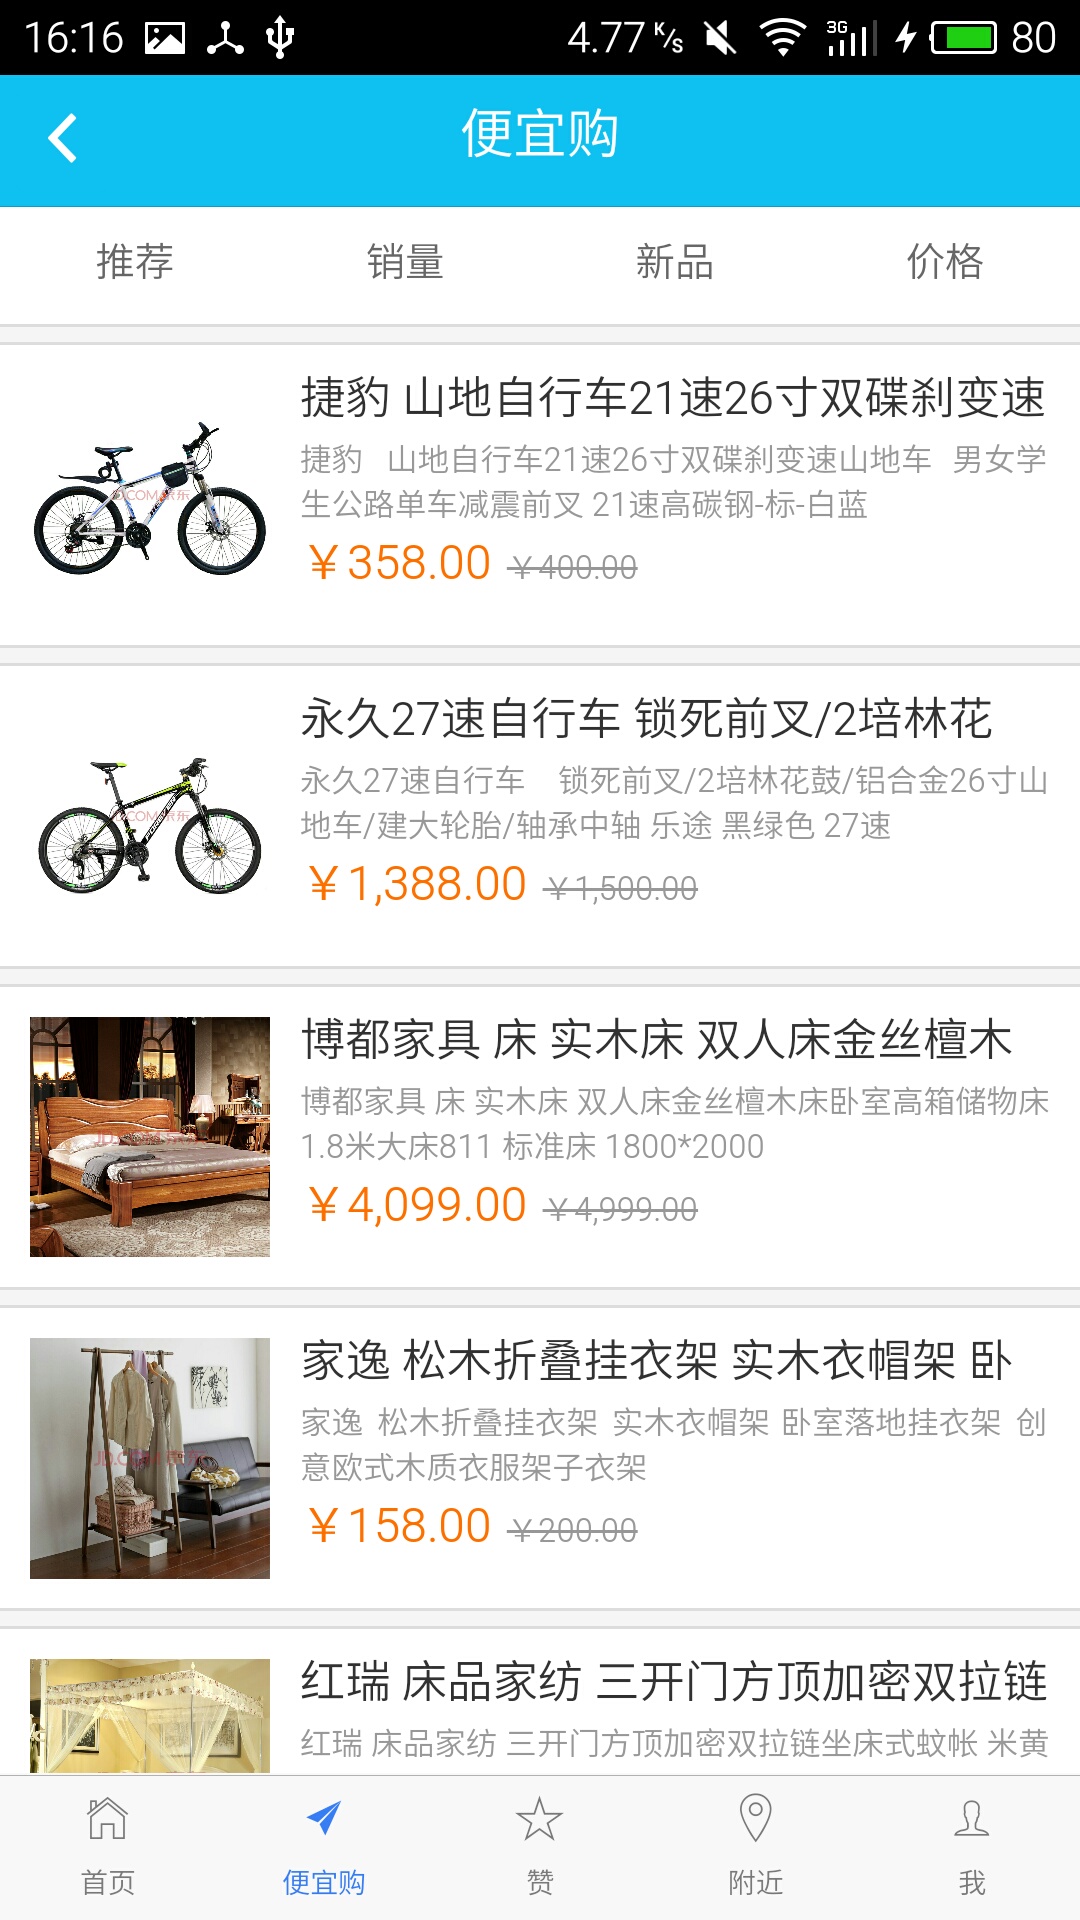 16:16 4.77 K/s 3G 80
便宜购
推荐 销量 新品 价格
捷豹 山地自行车21速26寸双碟刹变速
捷豹 山地自行车21速26寸双碟刹变速山地车 男女学
生公路单车减震前叉 21速高碳钢-标-白蓝
￥358.00 ￥400.00
永久27速自行车 锁死前叉/2培林花
永久27速自行车 锁死前叉/2培林花鼓/铝合金26寸山
地车/建大轮胎/轴承中轴 乐途 黑绿色 27速
￥1,388.00 ￥1,500.00
博都家具 床 实木床 双人床金丝檀木
博都家具 床 实木床 双人床金丝檀木床卧室高箱储物床
1.8米大床811 标准床 1800*2000
￥4,099.00 ￥4,999.00
家逸 松木折叠挂衣架 实木衣帽架 卧
家逸 松木折叠挂衣架 实木衣帽架 卧室落地挂衣架 创
意欧式木质衣服架子衣架
￥158.00 ￥200.00
红瑞 床品家纺 三开门方顶加密双拉链
红瑞 床品家纺 三开门方顶加密双拉链坐床式蚊帐 米黄
首页 便宜购 赞 附近 我